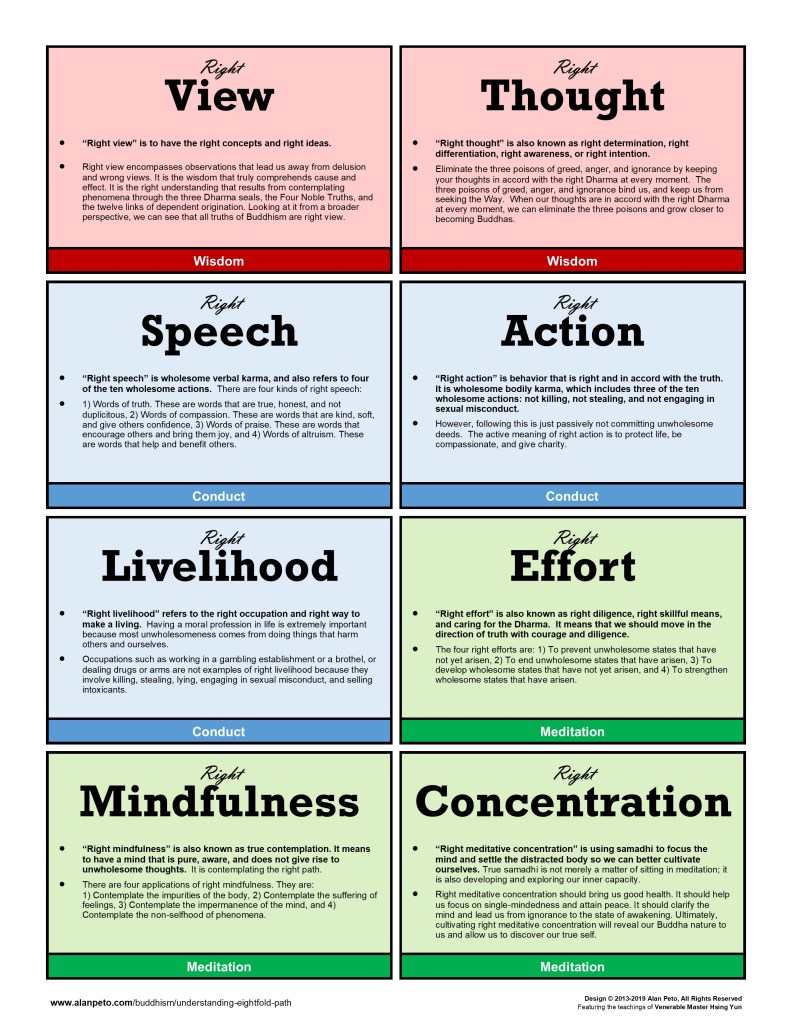 Right
View
• “Right view” is to have the right concepts and right ideas.
• Right view encompasses observations that lead us away from delusion
and wrong views. It is the wisdom that truly comprehends cause and
effect. It is the right understanding that results from contemplating
phenomena through the three Dharma seals, the Four Noble Truths, and
the twelve links of dependent origination. Looking at it from a broader
perspective, we can see that all truths of Buddhism are right view.
Wisdom
Right
Thought
• “Right thought” is also known as right determination, right
differentiation, right awareness, or right intention.
• Eliminate the three poisons of greed, anger, and ignorance by keeping
your thoughts in accord with the right Dharma at every moment. The
three poisons of greed, anger, and ignorance bind us, and keep us from
seeking the Way. When our thoughts are in accord with the right Dharma
at every moment, we can eliminate the three poisons and grow closer to
becoming Buddhas.
Wisdom
Right
Speech
• “Right speech” is wholesome verbal karma, and also refers to four
of the ten wholesome actions. There are four kinds of right speech:
• 1) Words of truth. These are words that are true, honest, and not
duplicitous, 2) Words of compassion. These are words that are kind, soft,
and give others confidence, 3) Words of praise. These are words that
encourage others and bring them joy, and 4) Words of altruism. These
are words that help and benefit others.
Conduct
Right
Action
• “Right action” is behavior that is right and in accord with the truth.
It is wholesome bodily karma, which includes three of the ten
wholesome actions: not killing, not stealing, and not engaging in
sexual misconduct.
• However, following this is just passively not committing unwholesome
deeds. The active meaning of right action is to protect life, be
compassionate, and give charity.
Conduct
Right
Livelihood
• “Right livelihood” refers to the right occupation and right way to
make a living. Having a moral profession in life is extremely important
because most unwholesomeness comes from doing things that harm
others and ourselves.
• Occupations such as working in a gambling establishment or a brothel, or
dealing drugs or arms are not examples of right livelihood because they
involve killing, stealing, lying, engaging in sexual misconduct, and selling
intoxicants.
Conduct
Right
Effort
• “Right effort” is also known as right diligence, right skillful means,
and caring for the Dharma. It means that we should move in the
direction of truth with courage and diligence.
• The four right efforts are: 1) To prevent unwholesome states that have
not yet arisen, 2) To end unwholesome states that have arisen, 3) To
develop wholesome states that have not yet arisen, and 4) To strengthen
wholesome states that have arisen.
Meditation
Right
Mindfulness
• “Right mindfulness” is also known as true contemplation. It means
to have a mind that is pure, aware, and does not give rise to
unwholesome thoughts. It is contemplating the right path.
• There are four applications of right mindfulness. They are:
1) Contemplate the impurities of the body, 2) Contemplate the suffering of
feelings, 3) Contemplate the impermanence of the mind, and 4)
Contemplate the non-selfhood of phenomena.
Meditation
Right
Concentration
• “Right meditative concentration” is using samadhi to focus the
mind and settle the distracted body so we can better cultivate
ourselves. True samadhi is not merely a matter of sitting in meditation; it
is also developing and exploring our inner capacity.
• Right meditative concentration should bring us good health. It should help
us focus on single-mindedness and attain peace. It should clarify the
mind and lead us from ignorance to the state of awakening. Ultimately,
cultivating right meditative concentration will reveal our Buddha nature to
us and allow us to discover our true self.
Meditation
www.alanpeto.com/buddhism/understanding-eightfold-path
Design © 2013-2019 Alan Peto, All Rights Reserved
Featuring the teachings of Venerable Master Hsing Yun